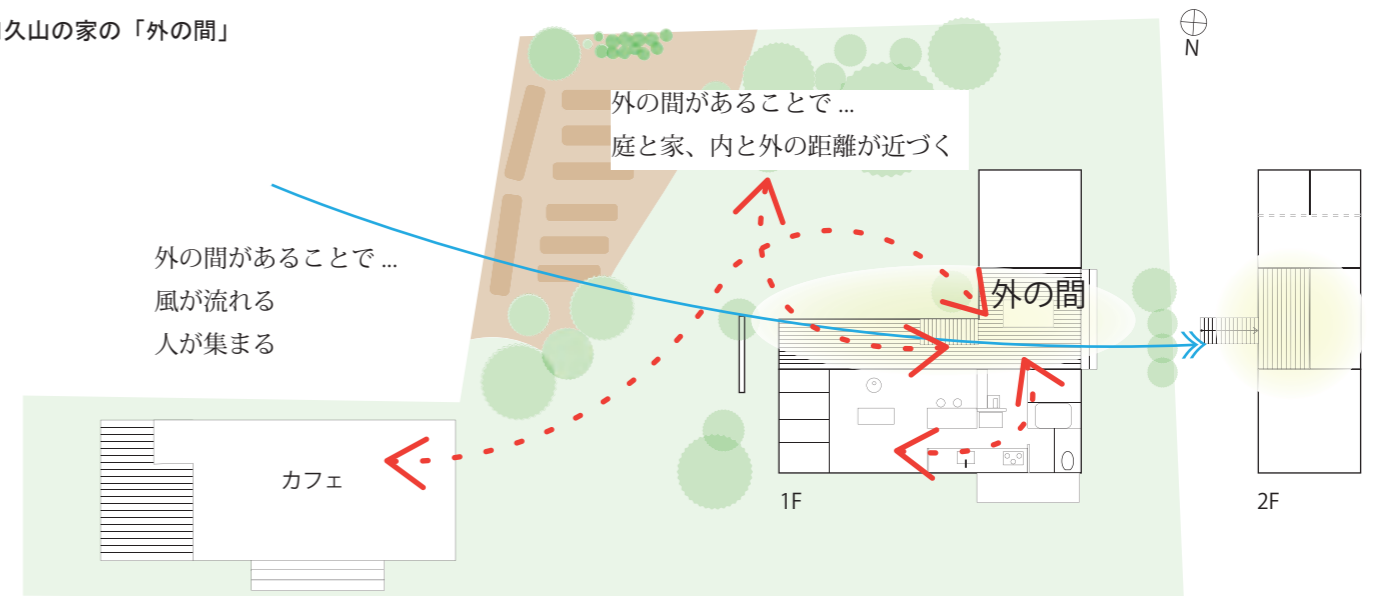 久山の家の「外の間」
N
外の間があることで ...
庭と家、内と外の距離が近づく
外の間があることで ...
風が流れる
人が集まる
外の間
カフェ
1F
2F